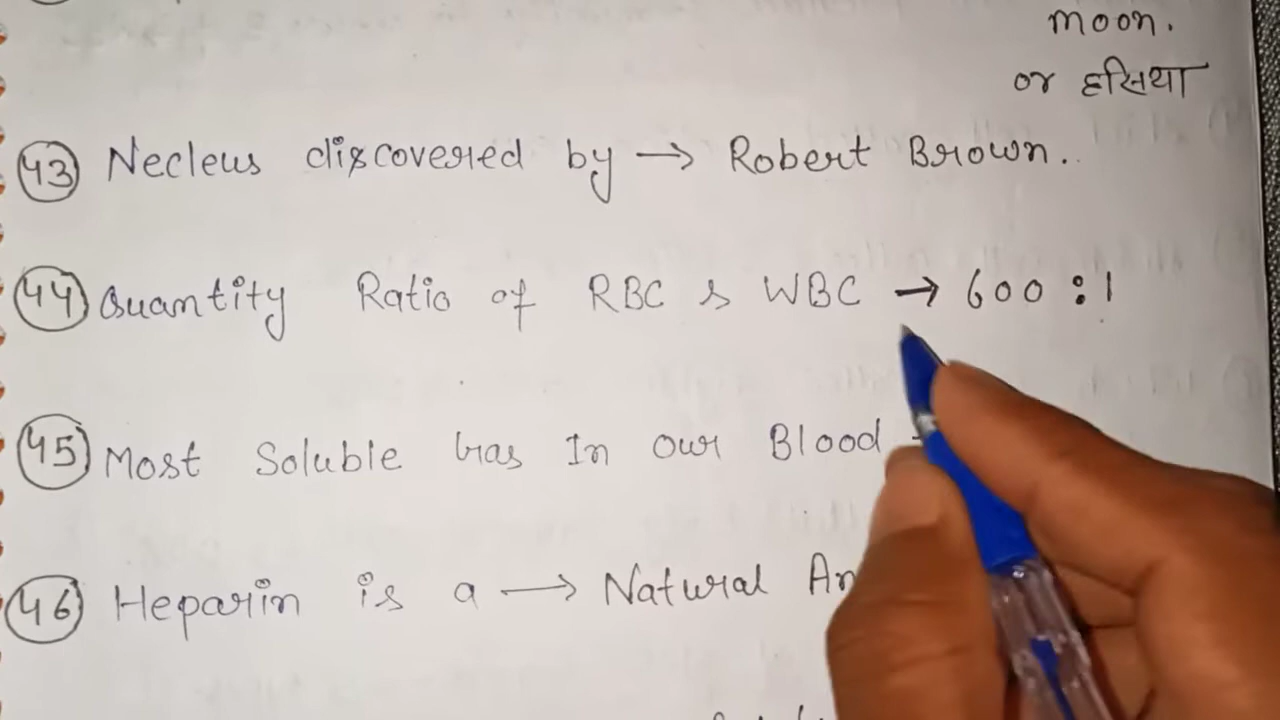 moon.
or हसिया
43 Necleus discovered by → Robert Brown.
44 Quantity Ratio of RBC & WBC → 600 : 1
45 Most Soluble Gas In our Blood
46 Heparin is a → Natural An